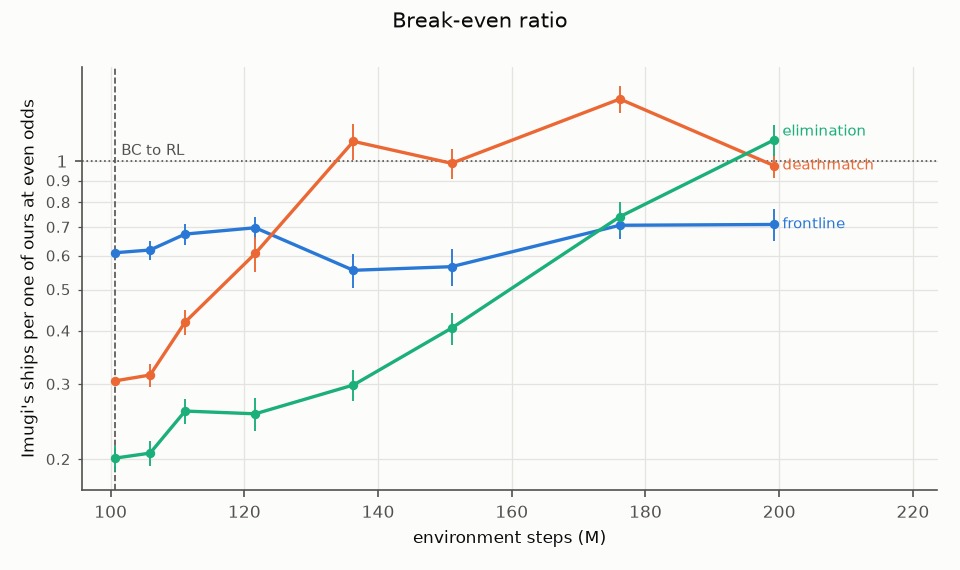 Break-even ratio
Imugi's ships per one of ours at even odds
1
0.9
0.8
0.7
0.6
0.5
0.4
0.3
0.2
BC to RL
elimination
deathmatch
frontline
100 120 140 160 180 200 220
environment steps (M)